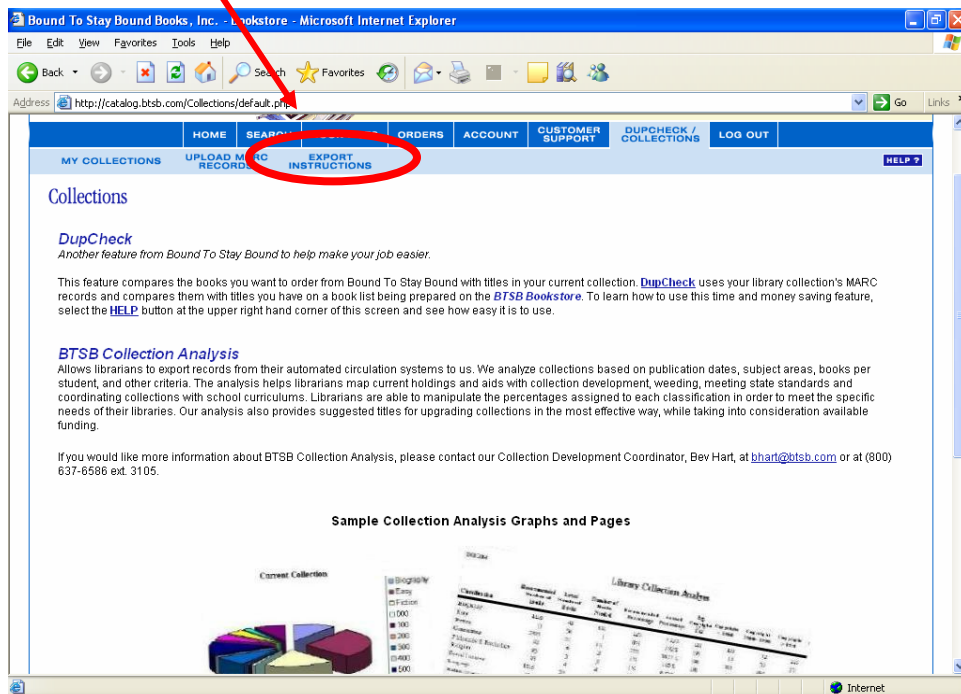 Bound To Stay Bound Books, Inc. - Bookstore - Microsoft Internet Explorer
File Edit View Favorites Tools Help
Back Search Favorites
Address http://catalog.btsb.com/Collections/default.php Go Links
HOME SEARCH ORDERS ACCOUNT CUSTOMER SUPPORT DUPCHECK / COLLECTIONS LOG OUT
MY COLLECTIONS UPLOAD MARC RECORDS EXPORT INSTRUCTIONS HELP ?
Collections
DupCheck
Another feature from Bound To Stay Bound to help make your job easier.
This feature compares the books you want to order from Bound To Stay Bound with titles in your current collection. DupCheck uses your library collection's MARC
records and compares them with titles you have on a book list being prepared on the BTSB Bookstore. To learn how to use this time and money saving feature,
select the HELP button at the upper right hand corner of this screen and see how easy it is to use.
BTSB Collection Analysis
Allows librarians to export records from their automated circulation systems to us. We analyze collections based on publication dates, subject areas, books per
student, and other criteria. The analysis helps librarians map current holdings and aids with collection development, weeding, meeting state standards and
coordinating collections with school curriculums. Librarians are able to manipulate the percentages assigned to each classification in order to meet the specific
needs of their libraries. Our analysis also provides suggested titles for upgrading collections in the most effective way, while taking into consideration available
funding.
If you would like more information about BTSB Collection Analysis, please contact our Collection Development Coordinator, Bev Hart, at bhart@btsb.com or at (800)
637-6586 ext. 3105.
Sample Collection Analysis Graphs and Pages
Current Collection
Biography
Easy
Fiction
000
100
200
300
400
500
Library Collection Analysis
Internet